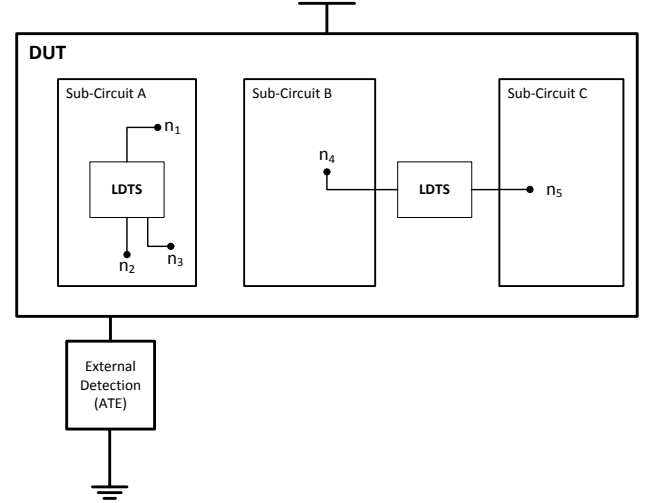 DUT
Sub-Circuit A
n1
LDTS
n2
n3
Sub-Circuit B
n4
LDTS
Sub-Circuit C
n5
External
Detection
(ATE)